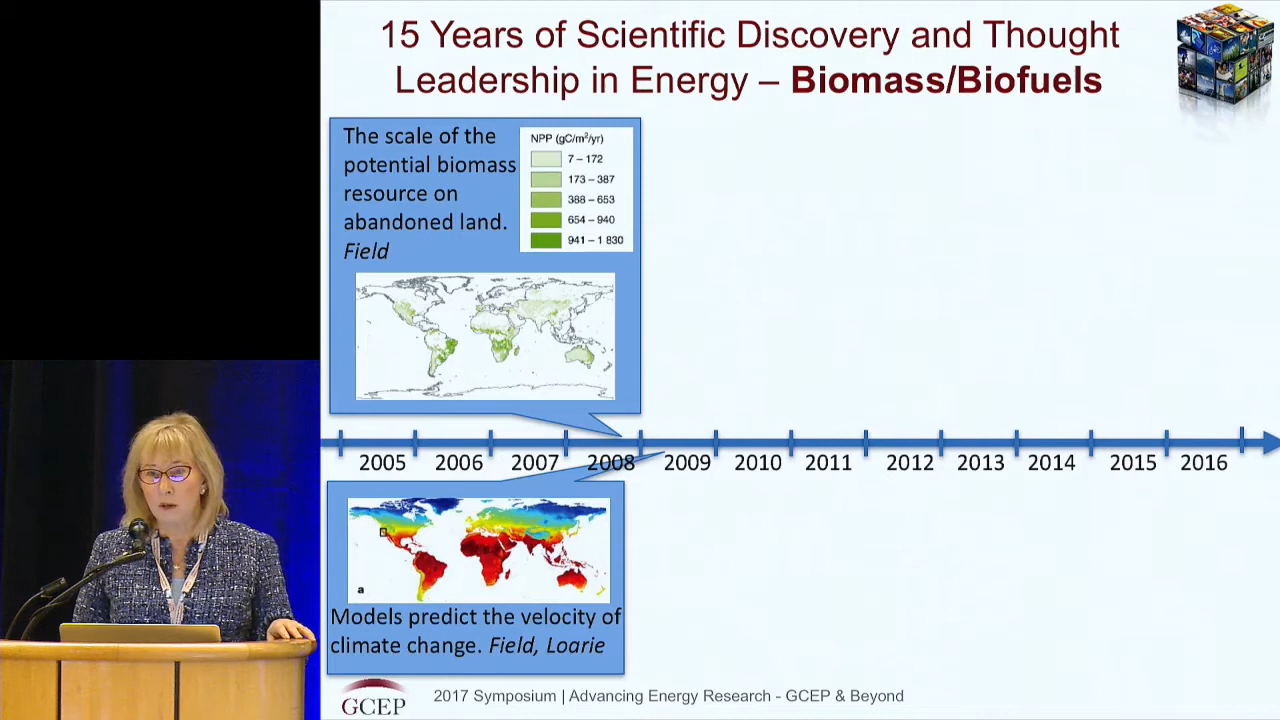 15 Years of Scientific Discovery and Thought
Leadership in Energy – Biomass/Biofuels
The scale of the
potential biomass
resource on
abandoned land.
Field
NPP (gC/m²/yr)
7 – 172
173 – 387
388 – 653
654 – 940
941 – 1 830
2005 2006 2007 2008 2009 2010 2011 2012 2013 2014 2015 2016
a
Models predict the velocity of
climate change. Field, Loarie
GCEP
2017 Symposium | Advancing Energy Research - GCEP & Beyond